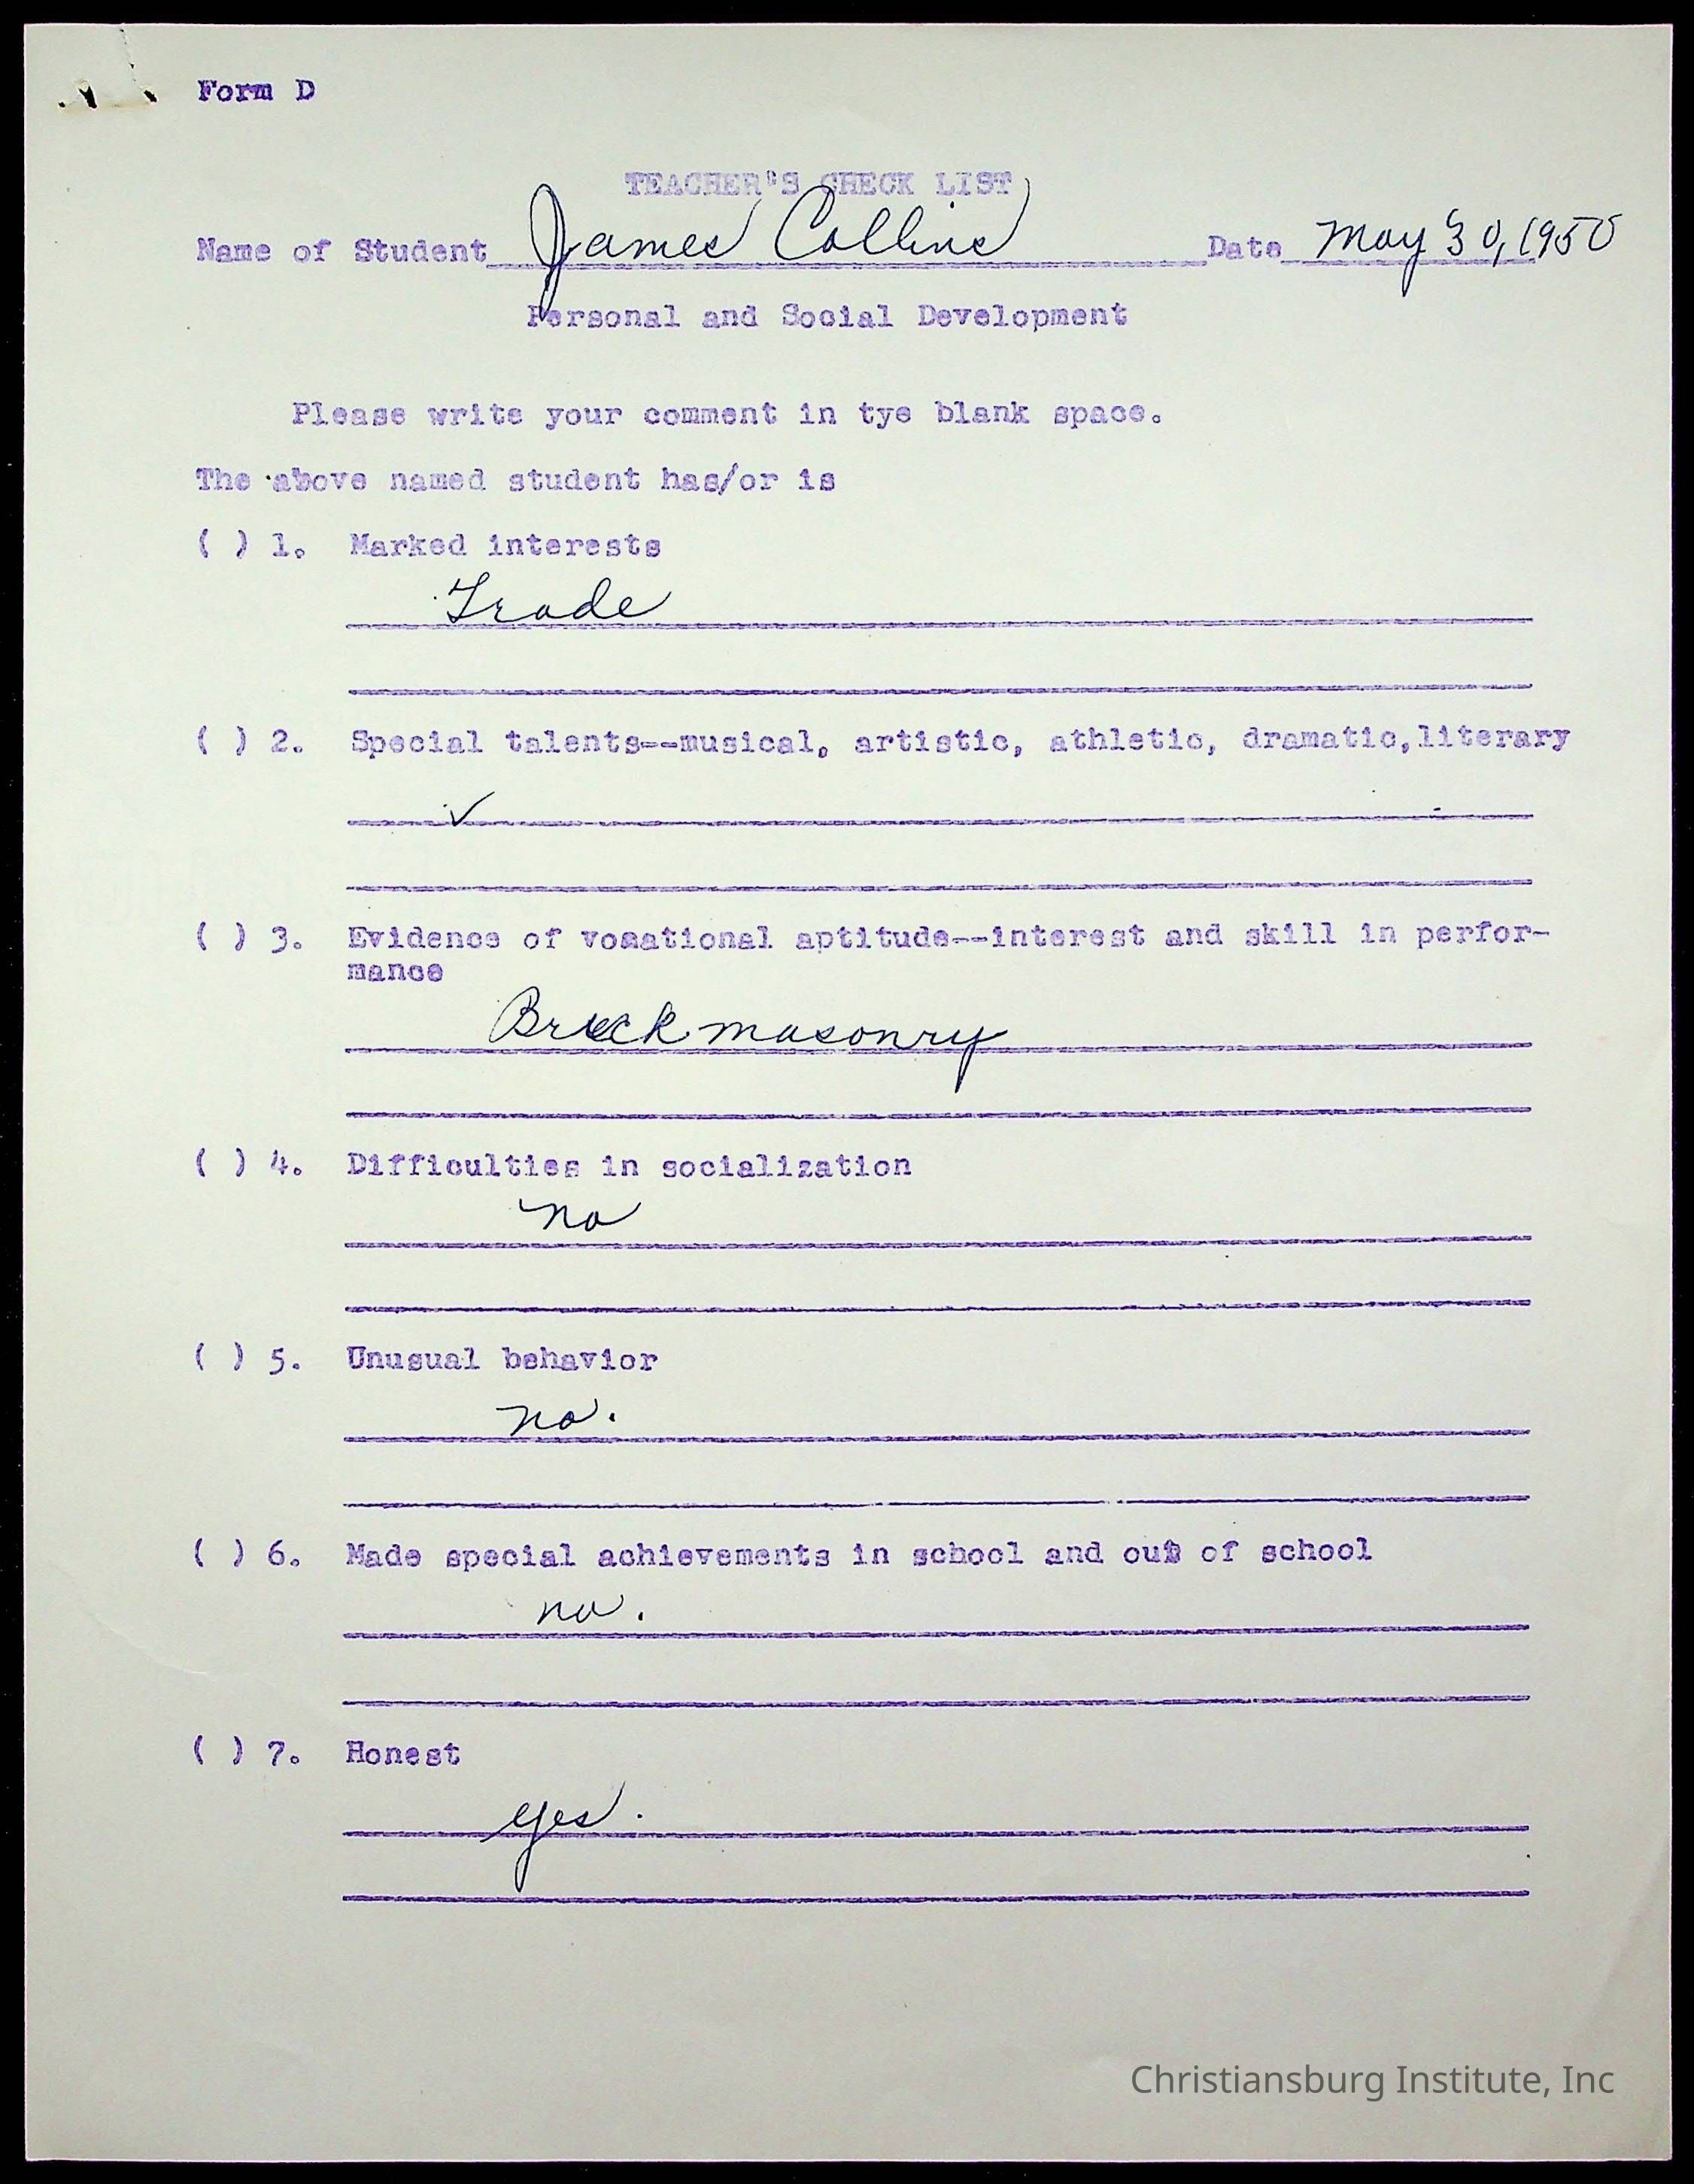 Form D
TEACHER'S CHECK LIST
Name of Student James Collins Date May 30, 1950
Personal and Social Development
Please write your comment in tye blank space.
The above named student has/or is
( ) 1. Marked interests
Trade
( ) 2. Special talents--musical, artistic, athletic, dramatic, literary
✓
( ) 3. Evidence of vocational aptitude--interest and skill in perfor-
mance
Brick masonry
( ) 4. Difficulties in socialization
no
( ) 5. Unusual behavior
no.
( ) 6. Made special achievements in school and out of school
no.
( ) 7. Honest
yes.
Christiansburg Institute, Inc